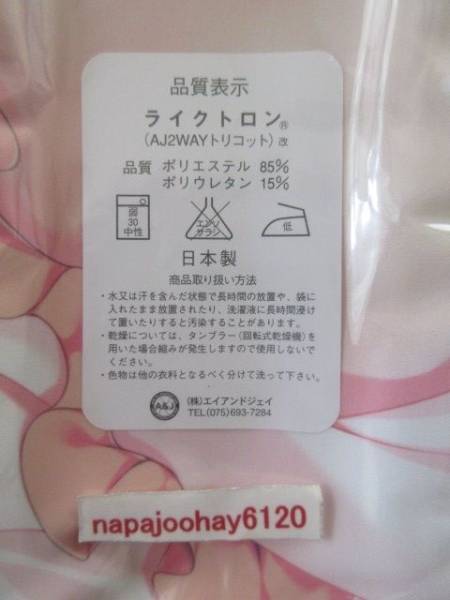 品質表示
ライクトロン®
(AJ2WAYトリコット)改
品質 ポリエステル 85%
ポリウレタン 15%
弱
30
中性
エンソ
サラシ
低
日本製
商品取り扱い方法
・水又は汗を含んだ状態で長時間の放置や、袋に
入れたまま放置されたり、洗濯液に長時間浸け
て置いたりすると汚染することがあります。
・乾燥については、タンブラー(回転式乾燥機)を
用いた場合縮みが発生しますので使用しないで
ください。
・色物は他の衣料となるべく分けて洗って下さい。
A&J
(株)エイアンドジェイ
TEL(075)693-7284
napajoohay6120